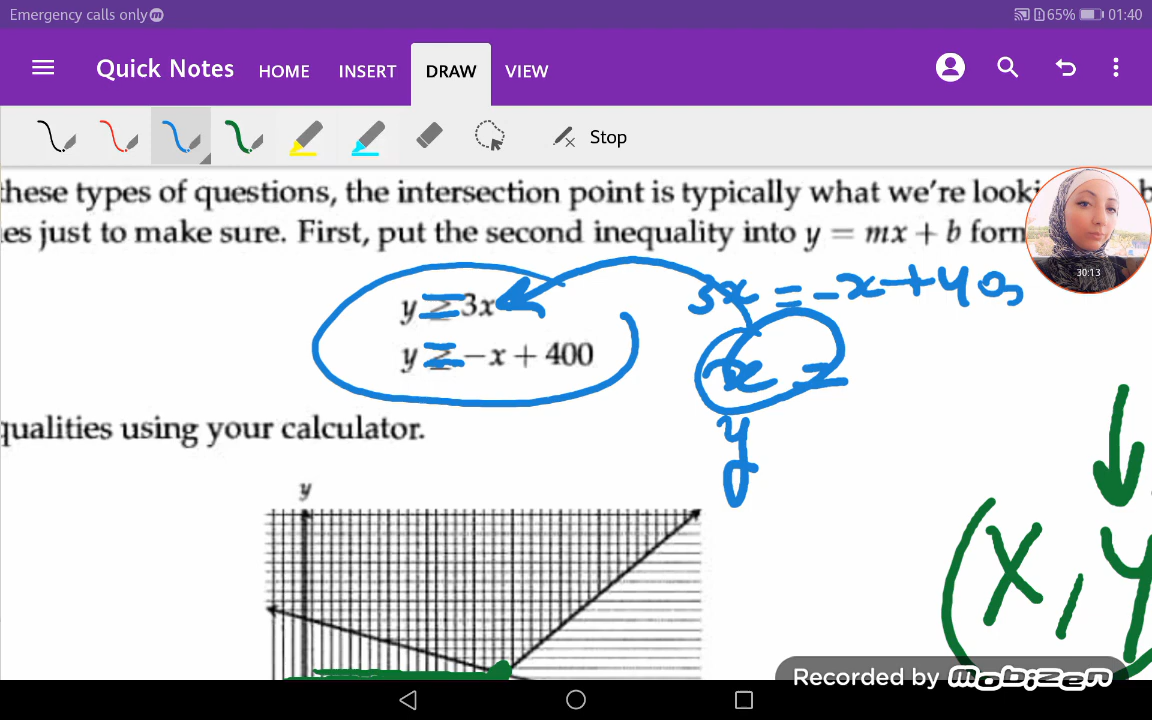 Emergency calls only 65% 01:40
Quick Notes HOME INSERT DRAW VIEW
Stop
these types of questions, the intersection point is typically what we're looki
es just to make sure. First, put the second inequality into y = mx + b form
30:13
y ≥ 3x
3x = -x + 400
y ≥ -x + 400
x =
y
qualities using your calculator.
y
(x, y
Recorded by mobizen